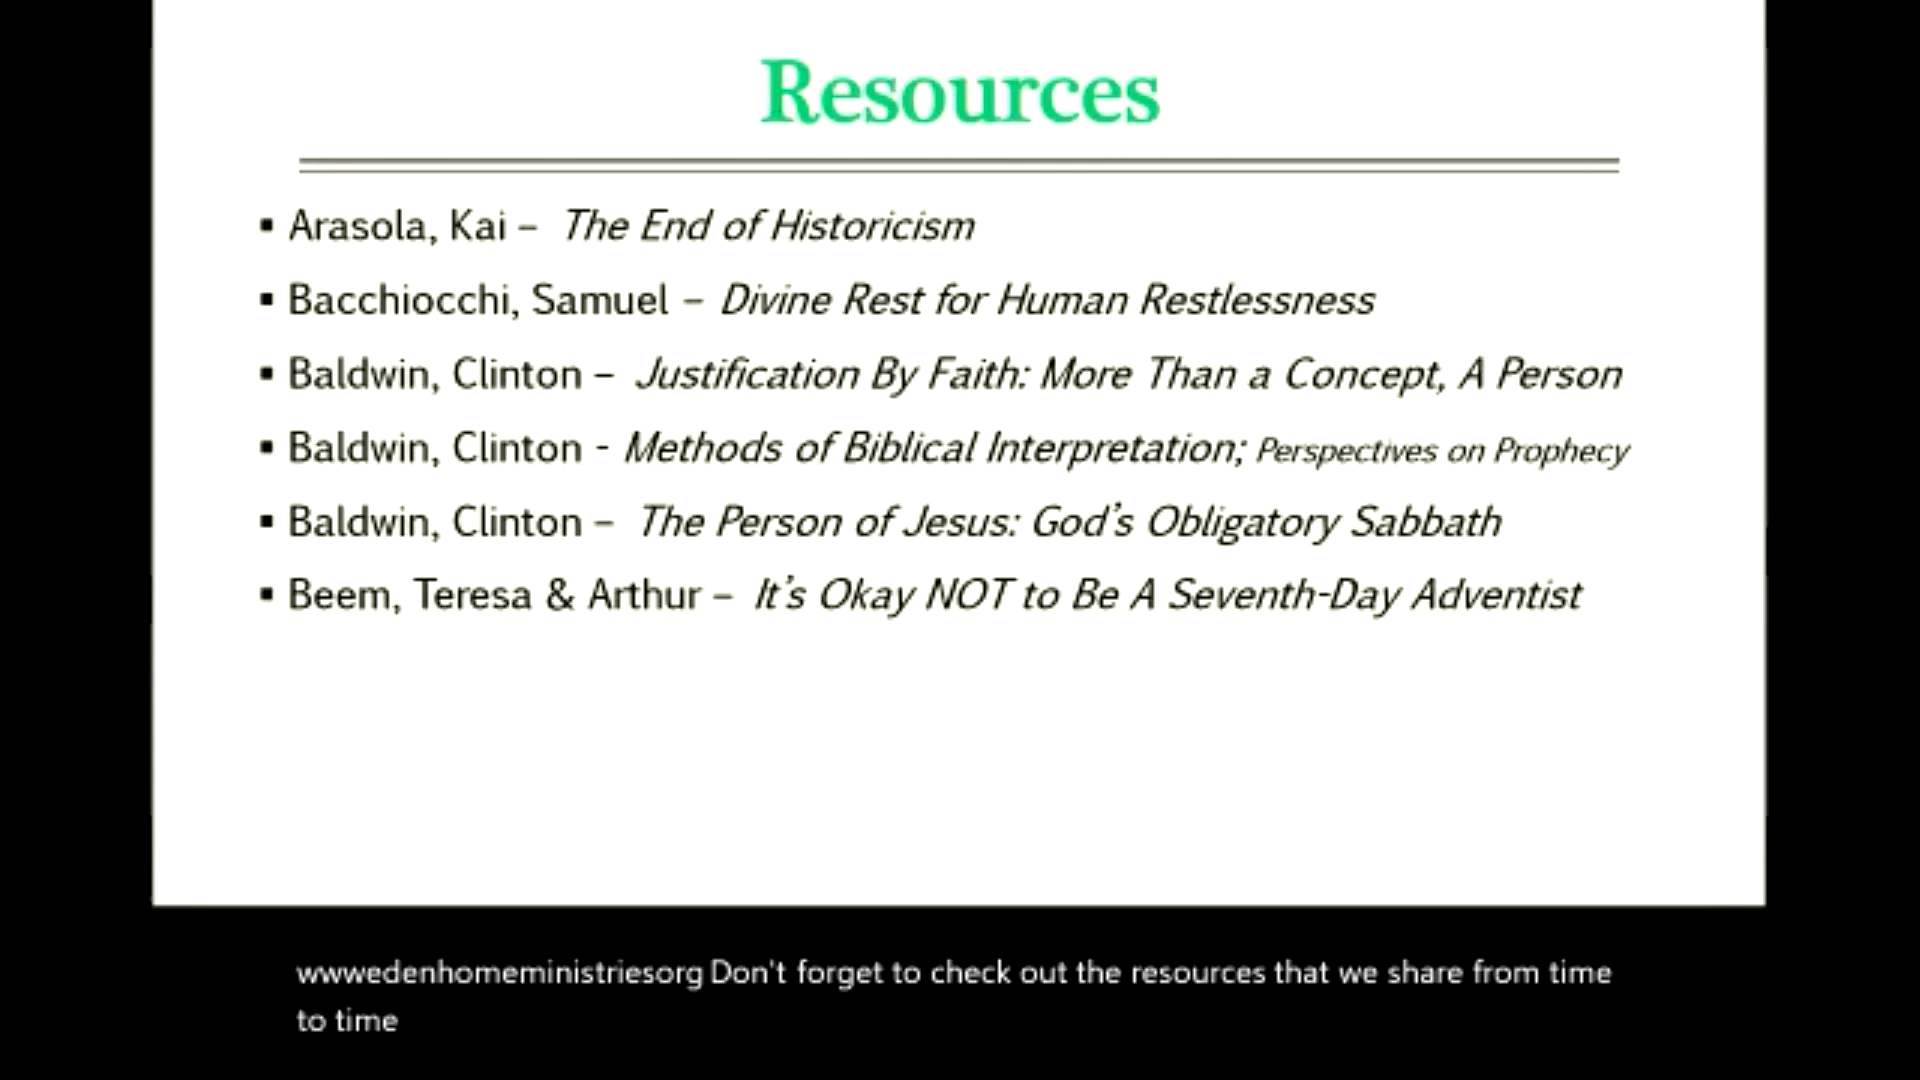 Resources
▪ Arasola, Kai – The End of Historicism
▪ Bacchiocchi, Samuel – Divine Rest for Human Restlessness
▪ Baldwin, Clinton – Justification By Faith: More Than a Concept, A Person
▪ Baldwin, Clinton - Methods of Biblical Interpretation; Perspectives on Prophecy
▪ Baldwin, Clinton – The Person of Jesus: God’s Obligatory Sabbath
▪ Beem, Teresa & Arthur – It’s Okay NOT to Be A Seventh-Day Adventist
wwwedenhomeministriesorg Don't forget to check out the resources that we share from time
to time